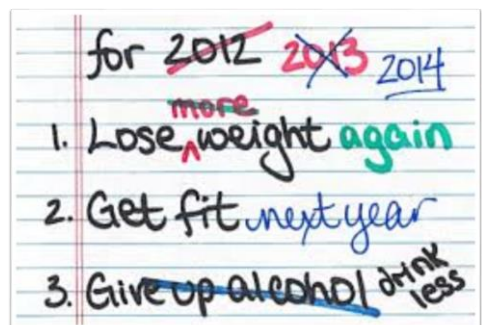 for 2012 2013 2014
1. Lose more weight again
2. Get fit next year
3. Give up alcohol drink less